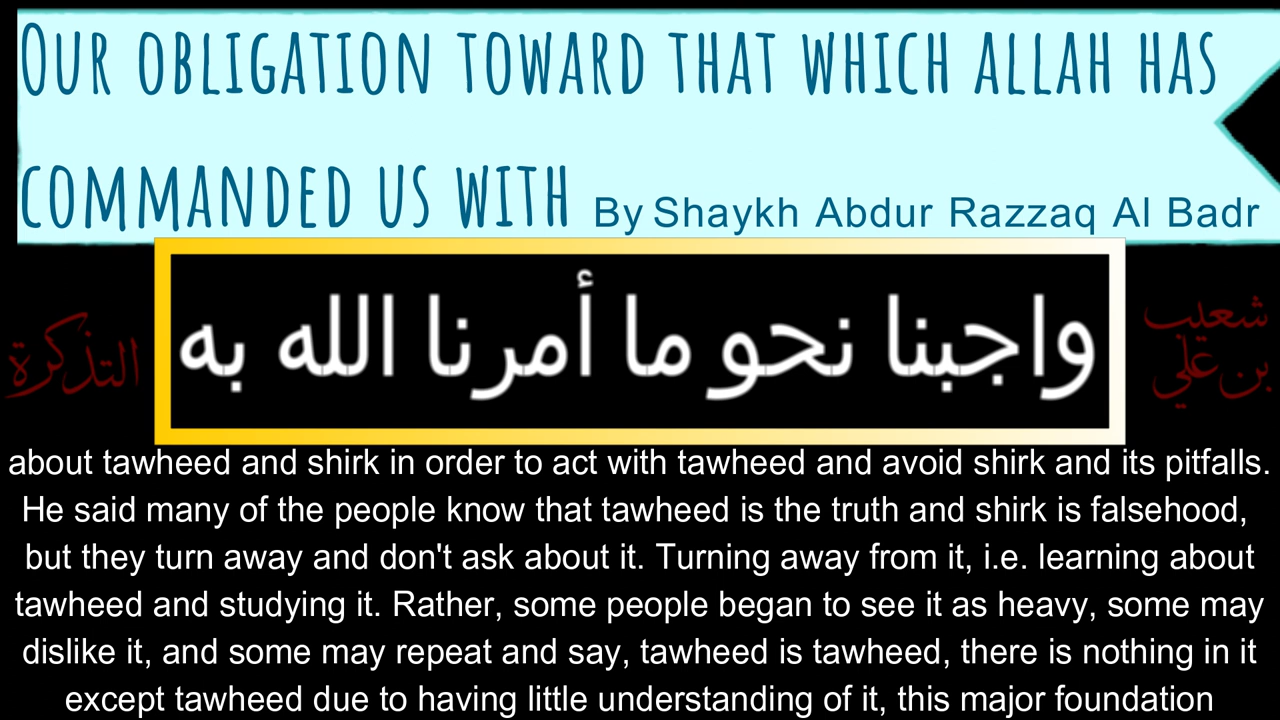 OUR OBLIGATION TOWARD THAT WHICH ALLAH HAS
COMMANDED US WITH By Shaykh Abdur Razzaq Al Badr
واجبنا نحو ما أمرنا الله به
التذكرة
شعيب
بن علي
about tawheed and shirk in order to act with tawheed and avoid shirk and its pitfalls.
He said many of the people know that tawheed is the truth and shirk is falsehood,
but they turn away and don't ask about it. Turning away from it, i.e. learning about
tawheed and studying it. Rather, some people began to see it as heavy, some may
dislike it, and some may repeat and say, tawheed is tawheed, there is nothing in it
except tawheed due to having little understanding of it, this major foundation